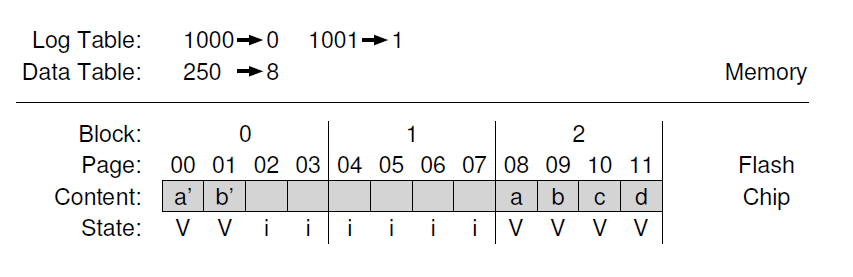 Log Table: 1000→0 1001→1
Data Table: 250 →8 Memory
Block: 0 1 2
Page: 00 01 02 03 04 05 06 07 08 09 10 11 Flash
Content: a’ b’ a b c d Chip
State: V V i i i i i i V V V V